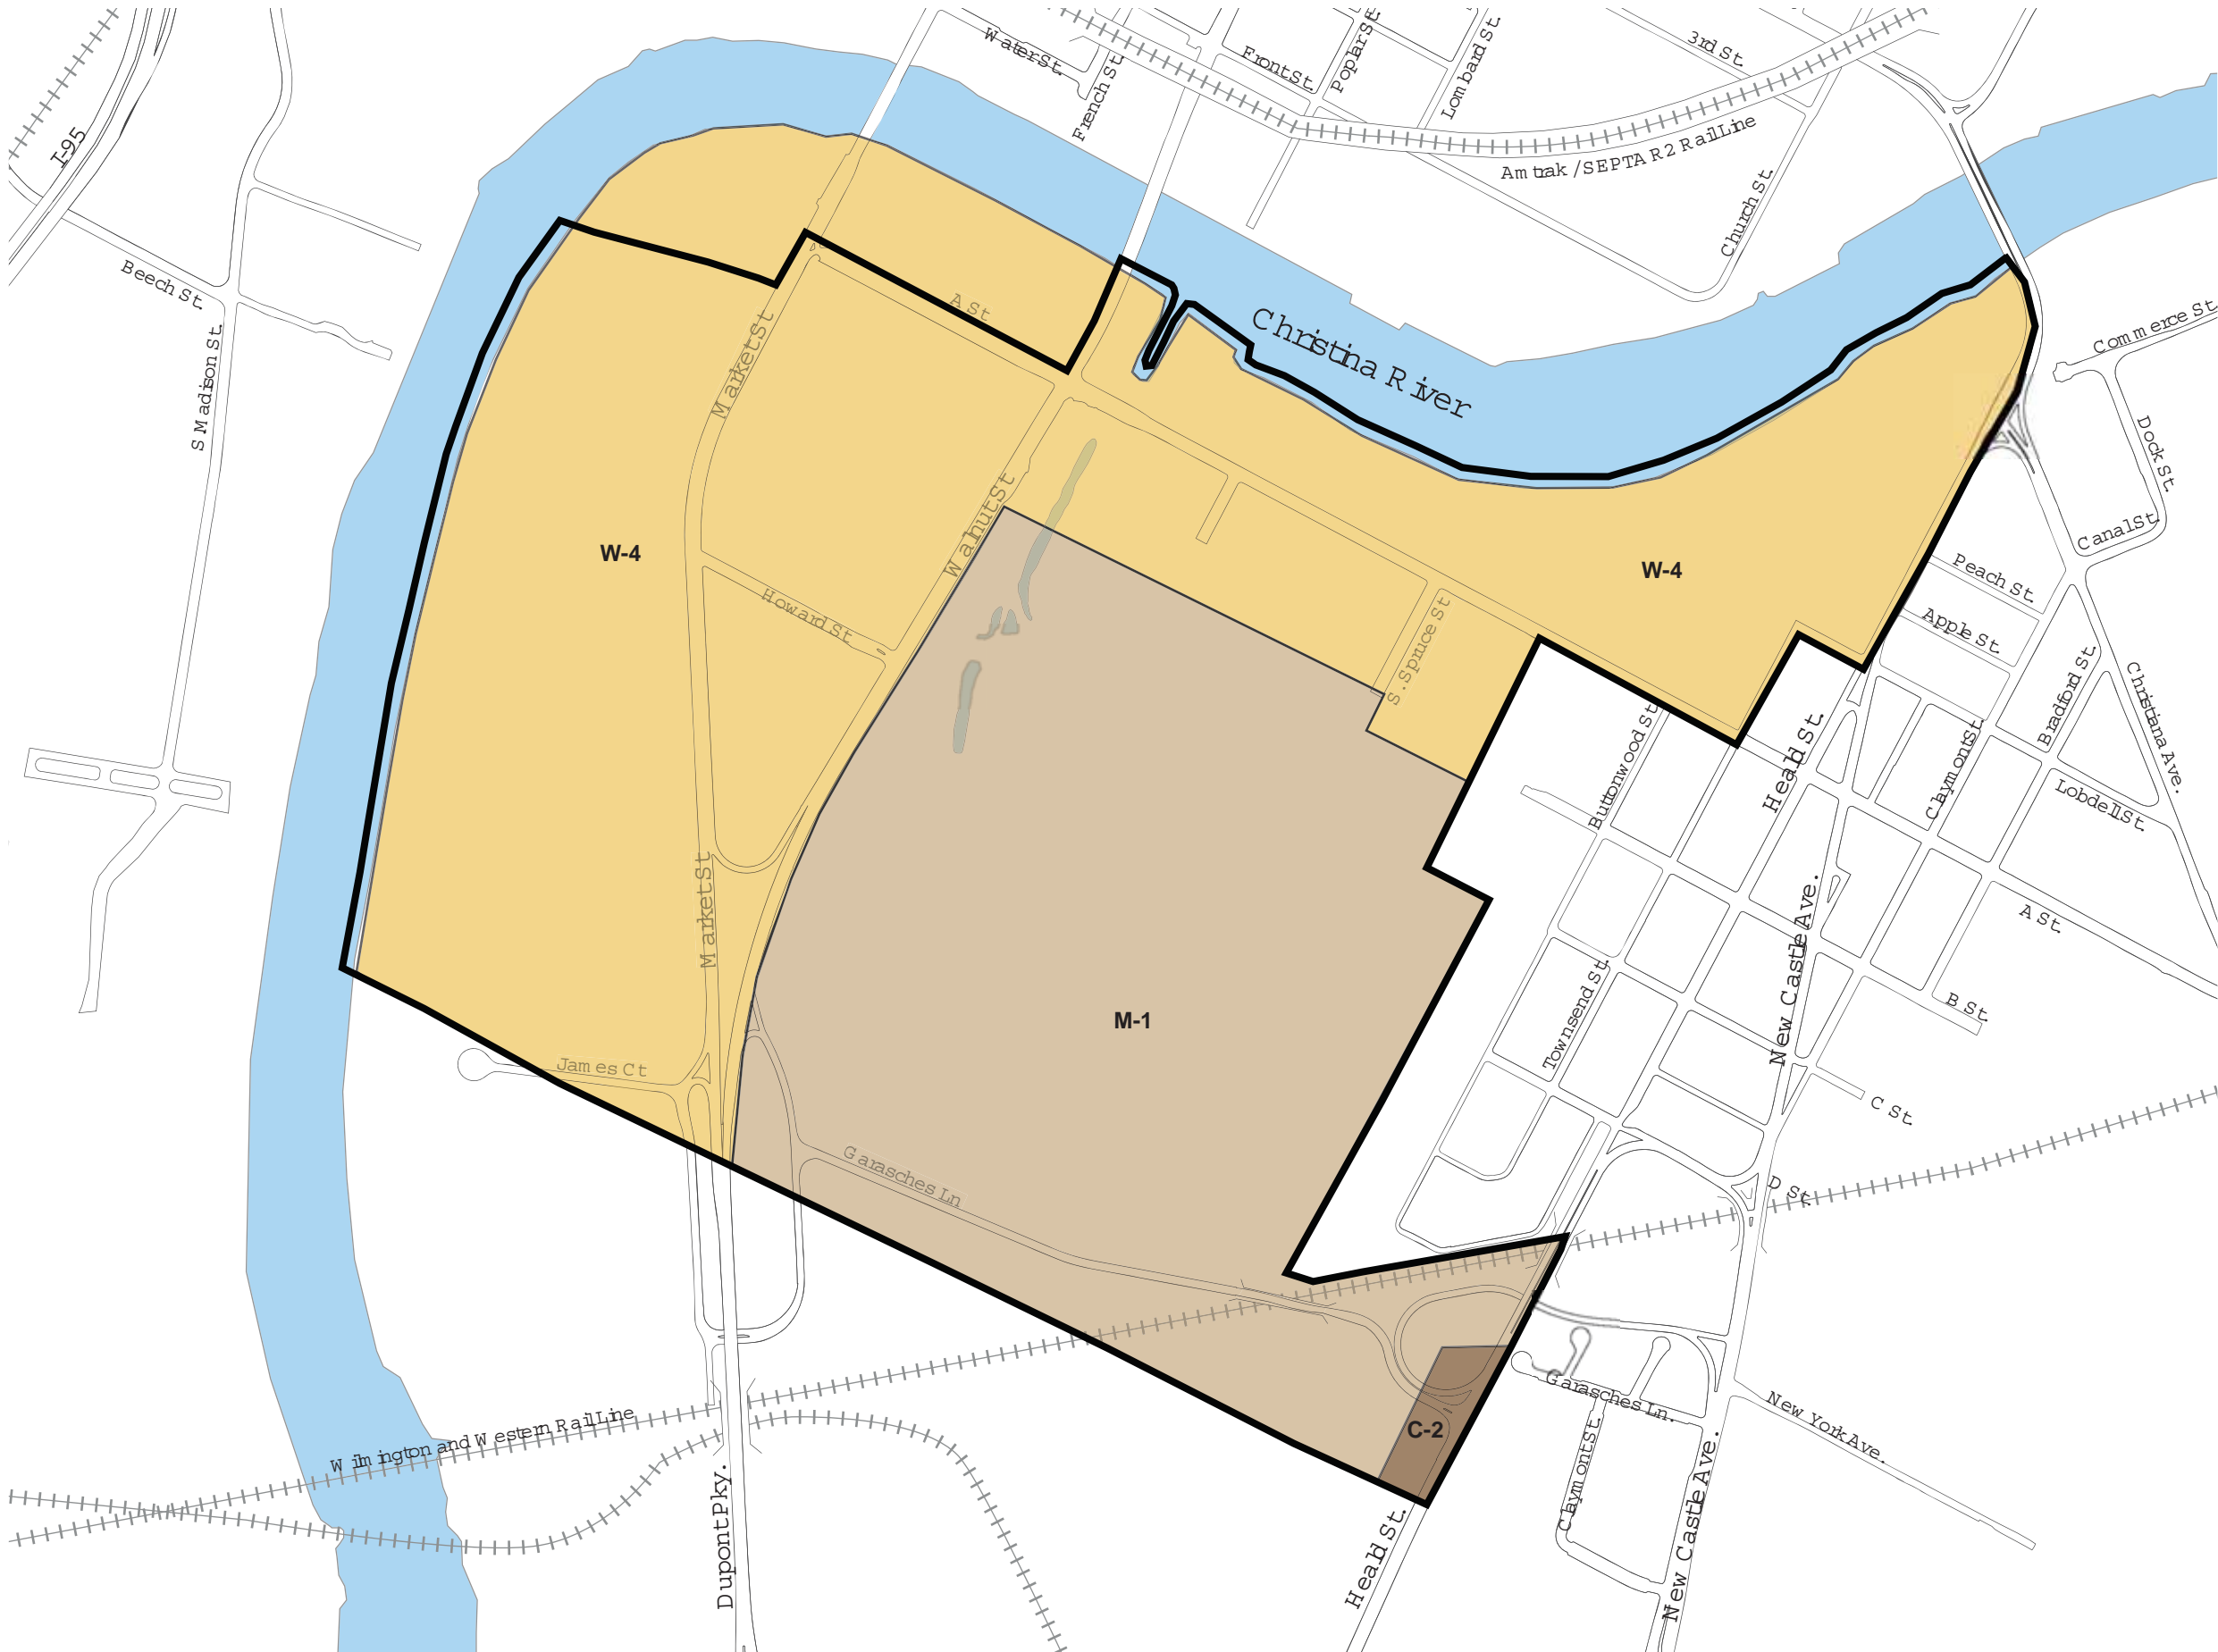 Water St.
French St.
Front St.
Poplar St.
Lombard St.
3rd St.
I-95
Amtrak / SEPTA R2 Rail Line
Church St.
Beech St.
S Madison St.
A St
Market St
Christina River
Commerce St.
Dock St.
Canal St.
W-4
Walnut St
W-4
Howard St
S. Spruce St
Peach St.
Apple St.
Bradford St.
Christina Ave.
Buttonwood St.
Heald St.
Claymont St.
Lobdell St.
Market St
New Castle Ave.
A St.
M-1
Townsend St.
B St.
James Ct
C St.
Garasches Ln
D St.
Wilmington and Western Rail Line
C-2
Garasches Ln.
New York Ave.
Claymont St.
Dupont Pky.
Heald St.
New Castle Ave.